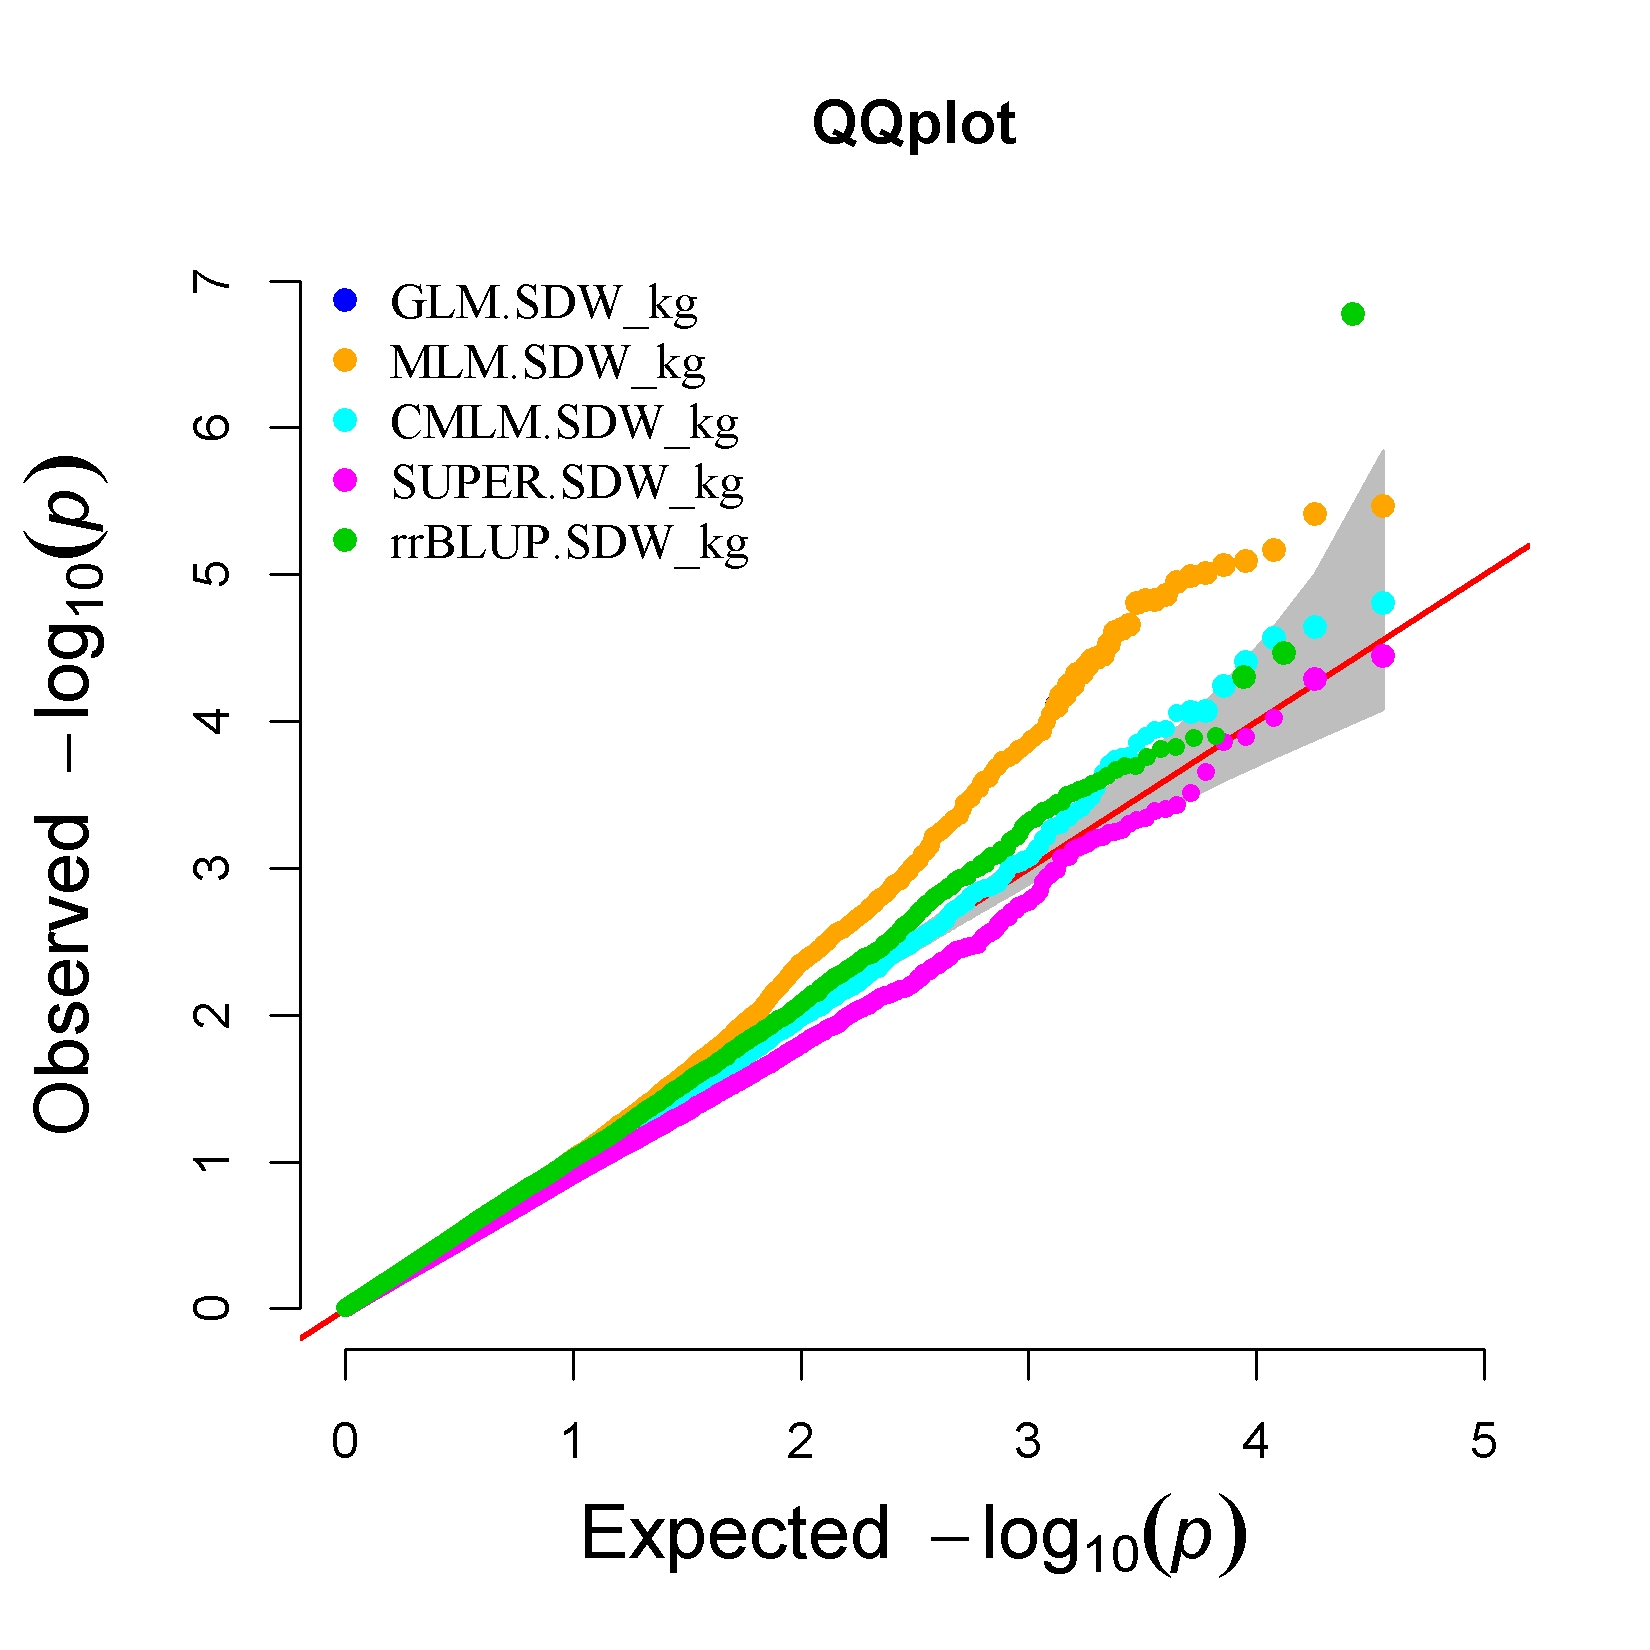 QQplot
GLM.SDW_kg
MLM.SDW_kg
CMLM.SDW_kg
SUPER.SDW_kg
rrBLUP.SDW_kg
Observed −log10(p)
7
6
5
4
3
2
1
0
0 1 2 3 4 5
Expected −log10(p)